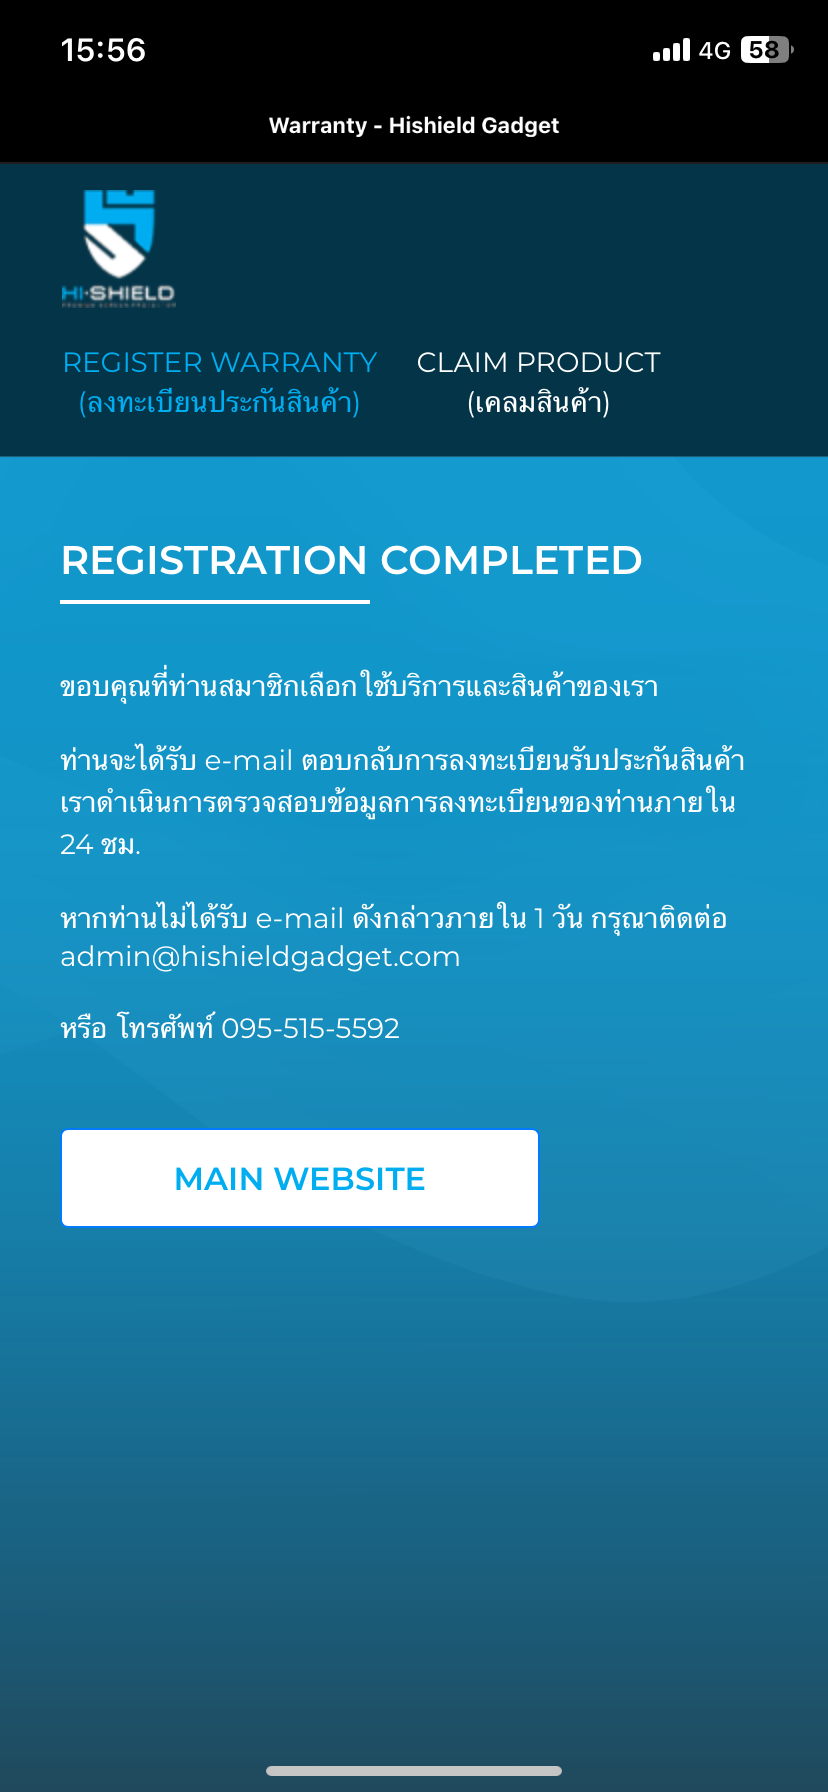 15:56
4G 58
Warranty - Hishield Gadget
HI-SHIELD
REGISTER WARRANTY
(ลงทะเบียนประกันสินค้า)
CLAIM PRODUCT
(เคลมสินค้า)
REGISTRATION COMPLETED
ขอบคุณที่ท่านสมาชิกเลือกใช้บริการและสินค้าของเรา
ท่านจะได้รับ e-mail ตอบกลับการลงทะเบียนรับประกันสินค้า
เราดำเนินการตรวจสอบข้อมูลการลงทะเบียนของท่านภายใน
24 ชม.
หากท่านไม่ได้รับ e-mail ดังกล่าวภายใน 1 วัน กรุณาติดต่อ
admin@hishieldgadget.com
หรือ โทรศัพท์ 095-515-5592
MAIN WEBSITE